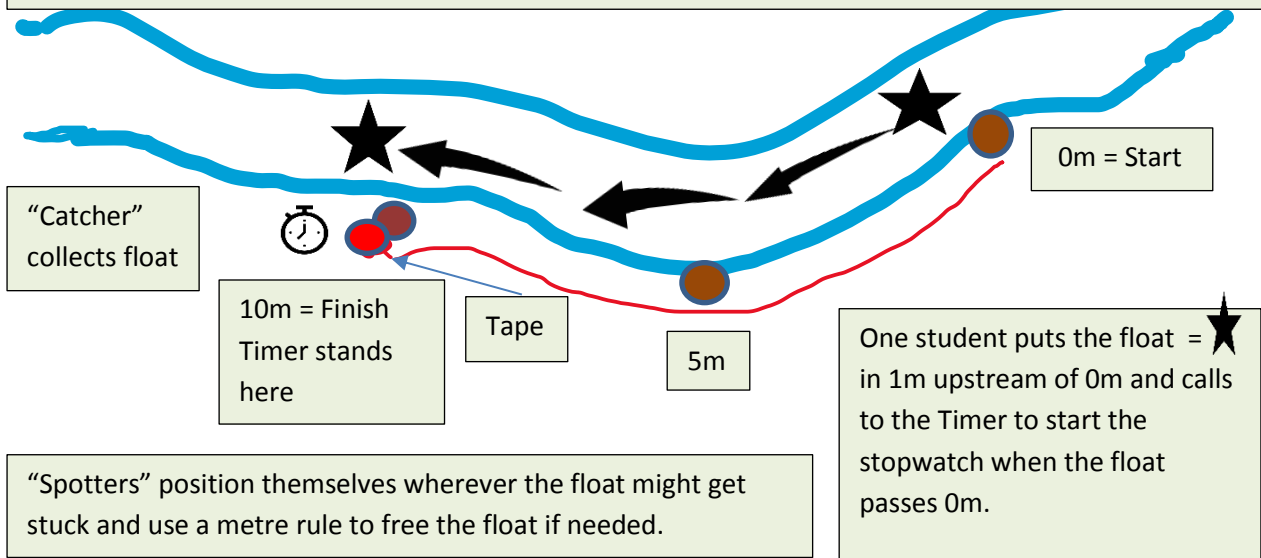 0m = Start
"Catcher"
collects float
10m = Finish
Timer stands
here
Tape
5m
One student puts the float =
in 1m upstream of 0m and calls
to the Timer to start the
stopwatch when the float
passes 0m.
"Spotters" position themselves wherever the float might get
stuck and use a metre rule to free the float if needed.